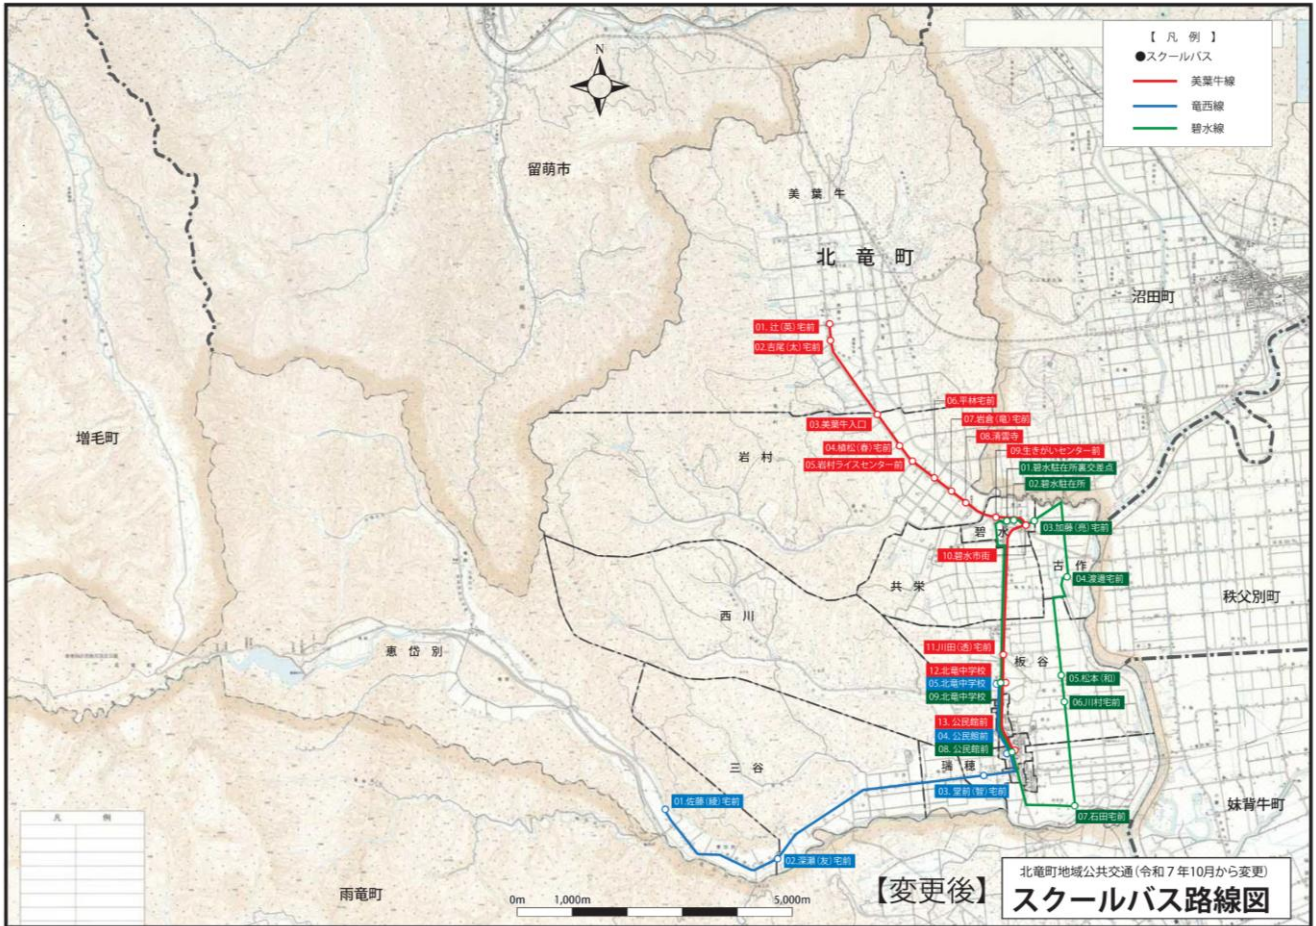 【 凡 例 】
●スクールバス
美葉牛線
竜西線
碧水線
N
留萌市
美 葉 牛
北 竜 町
沼田町
01. 辻(英)宅前
02.吉尾(太)宅前
06.平林宅前
07.岩倉(竜)宅前
03.美葉牛入口
08.清雲寺
増毛町
04.植松(春)宅前
09.生きがいセンター前
岩 村
05.岩村ライスセンター前
01.碧水駐在所裏交差点
02.碧水駐在所
碧 水
03.加藤(亮)宅前
10.碧水市街
古 作
共 栄
04.渡邊宅前
秩父別町
西 川
恵 岱 別
11.川田(透)宅前
板 谷
12.北竜中学校
05.北竜中学校
05.松本(和)
09.北竜中学校
06.川村宅前
13. 公民館前
04. 公民館前
08. 公民館前
三 谷
瑞 穂
03. 堂前(智)宅前
01.佐藤(綾)宅前
妹背牛町
07.石田宅前
凡 例
02.深瀬(友)宅前
雨竜町
【変更後】
北竜町地域公共交通(令和7年10月から変更)
スクールバス路線図
0m 1,000m 5,000m